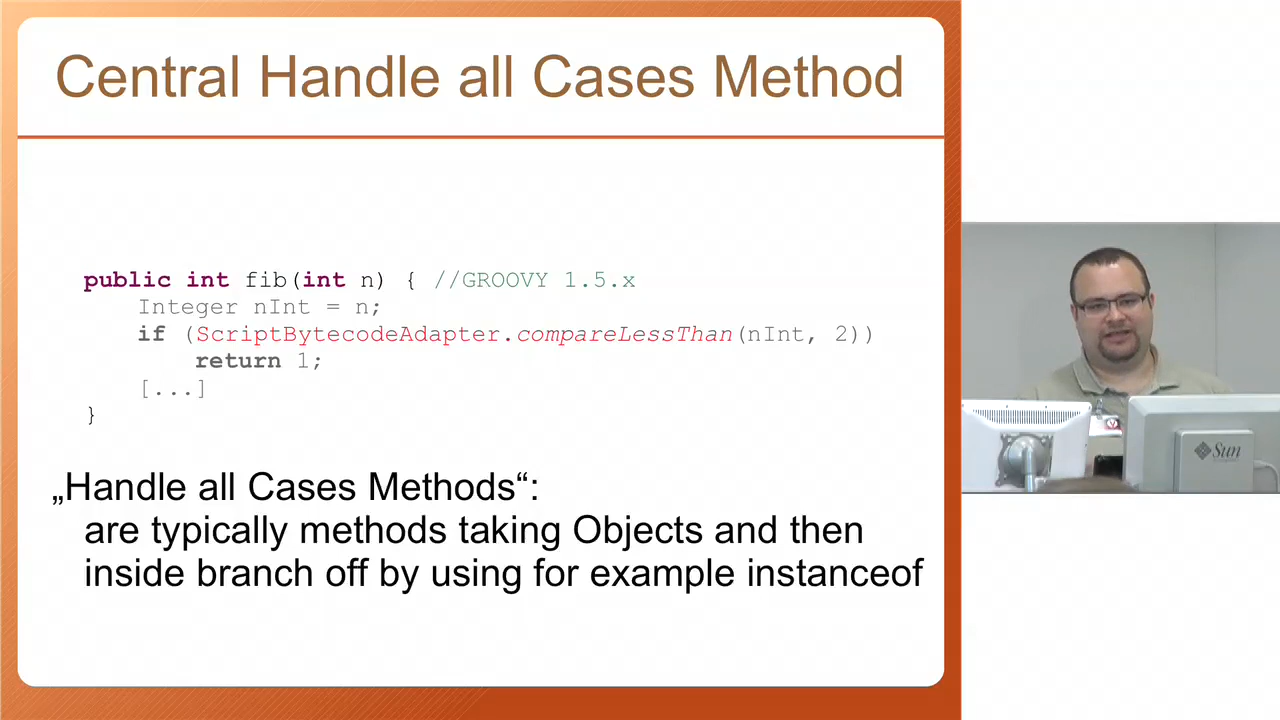 Central Handle all Cases Method
public int fib(int n) { //GROOVY 1.5.x
Integer nInt = n;
if (ScriptBytecodeAdapter.compareLessThan(nInt, 2))
return 1;
[...]
}
„Handle all Cases Methods“:
are typically methods taking Objects and then
inside branch off by using for example instanceof
Sun